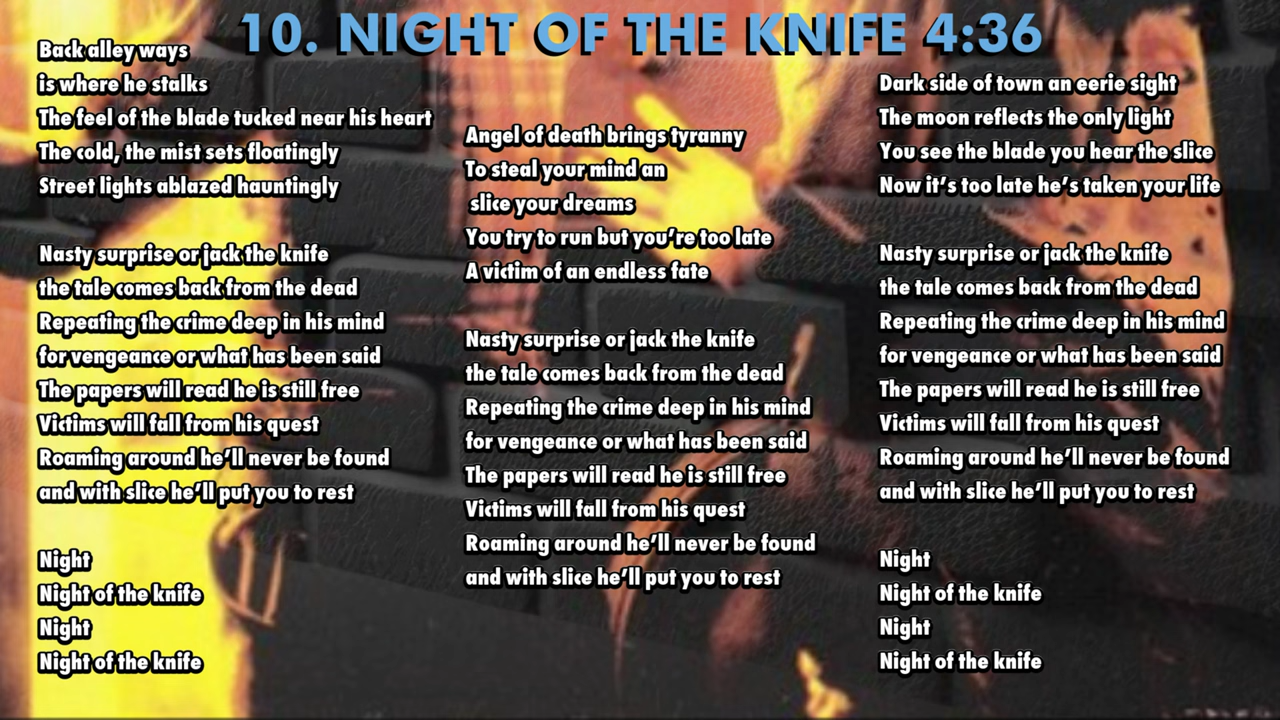 10. NIGHT OF THE KNIFE 4:36
Back alley ways
is where he stalks
The feel of the blade tucked near his heart
The cold, the mist sets floatingly
Street lights ablazed hauntingly
Nasty surprise or jack the knife
the tale comes back from the dead
Repeating the crime deep in his mind
for vengeance or what has been said
The papers will read he is still free
Victims will fall from his quest
Roaming around he'll never be found
and with slice he'll put you to rest
Night
Night of the knife
Night
Night of the knife
Angel of death brings tyranny
To steal your mind an
slice your dreams
You try to run but you're too late
A victim of an endless fate
Nasty surprise or jack the knife
the tale comes back from the dead
Repeating the crime deep in his mind
for vengeance or what has been said
The papers will read he is still free
Victims will fall from his quest
Roaming around he'll never be found
and with slice he'll put you to rest
Dark side of town an eerie sight
The moon reflects the only light
You see the blade you hear the slice
Now it's too late he's taken your life
Nasty surprise or jack the knife
the tale comes back from the dead
Repeating the crime deep in his mind
for vengeance or what has been said
The papers will read he is still free
Victims will fall from his quest
Roaming around he'll never be found
and with slice he'll put you to rest
Night
Night of the knife
Night
Night of the knife